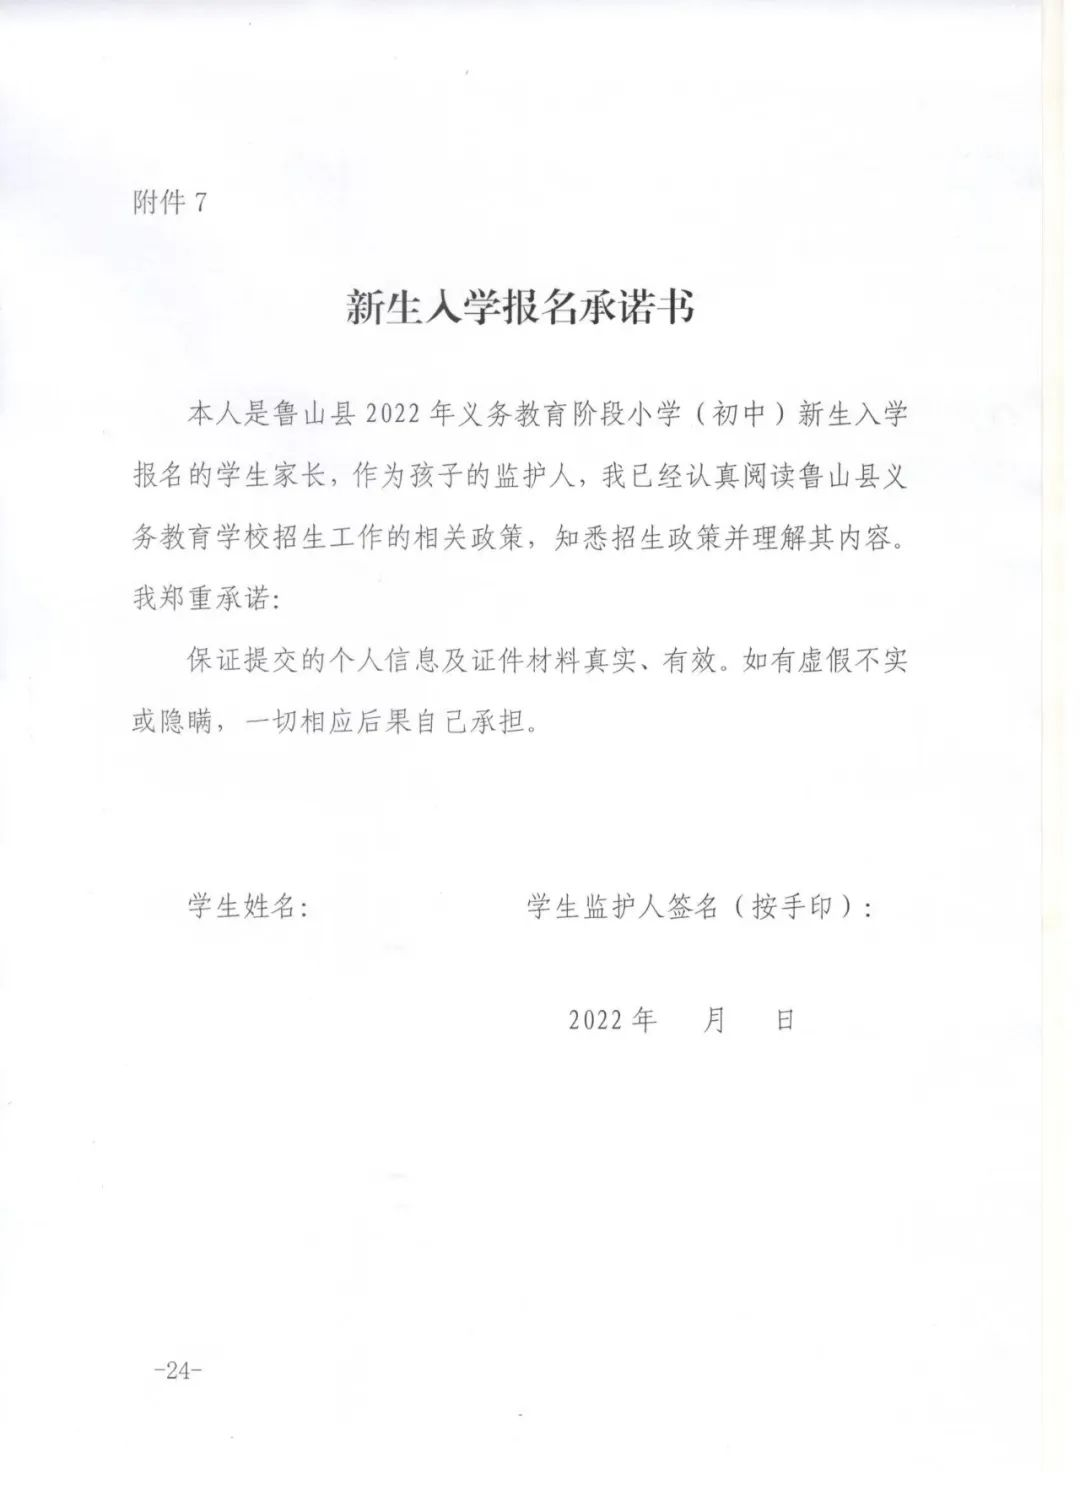 附件 7
新生入学报名承诺书
本人是鲁山县 2022 年义务教育阶段小学（初中）新生入学
报名的学生家长，作为孩子的监护人，我已经认真阅读鲁山县义
务教育学校招生工作的相关政策，知悉招生政策并理解其内容。
我郑重承诺：
保证提交的个人信息及证件材料真实、有效。如有虚假不实
或隐瞒，一切相应后果自己承担。
学生姓名： 学生监护人签名（按手印）：
2022 年 月 日
-24-